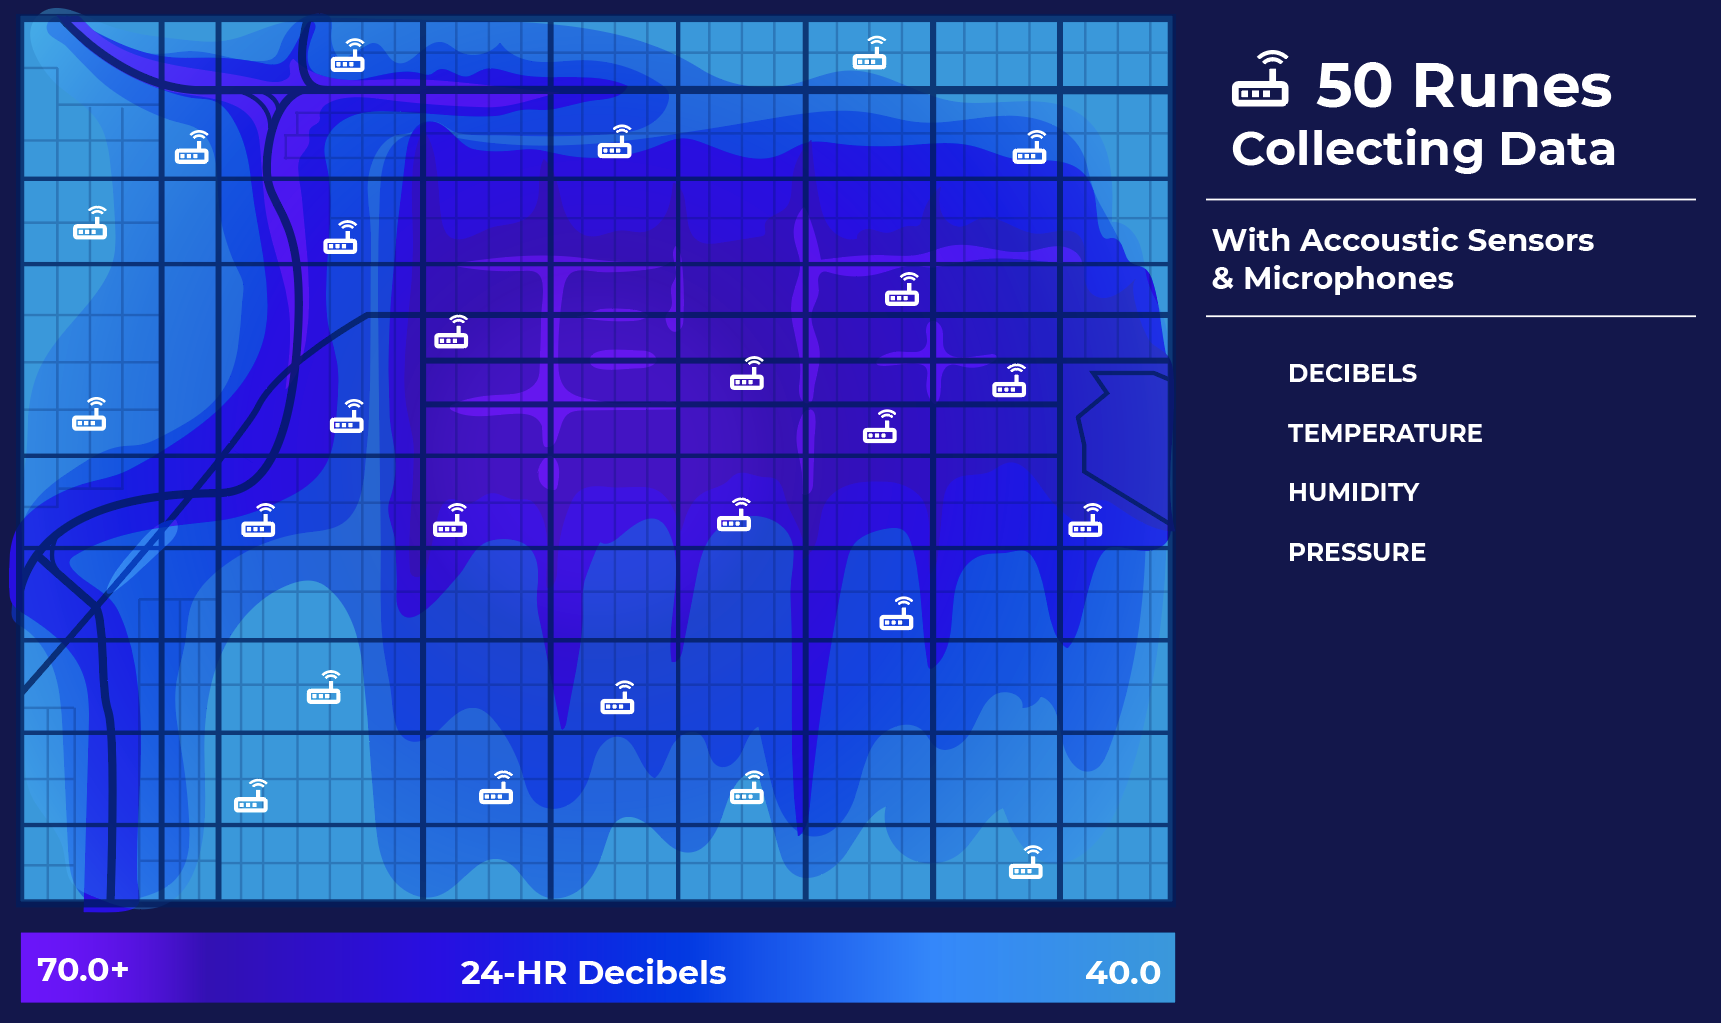 50 Runes
Collecting Data
With Accoustic Sensors
& Microphones
DECIBELS
TEMPERATURE
HUMIDITY
PRESSURE
70.0+
24-HR Decibels
40.0